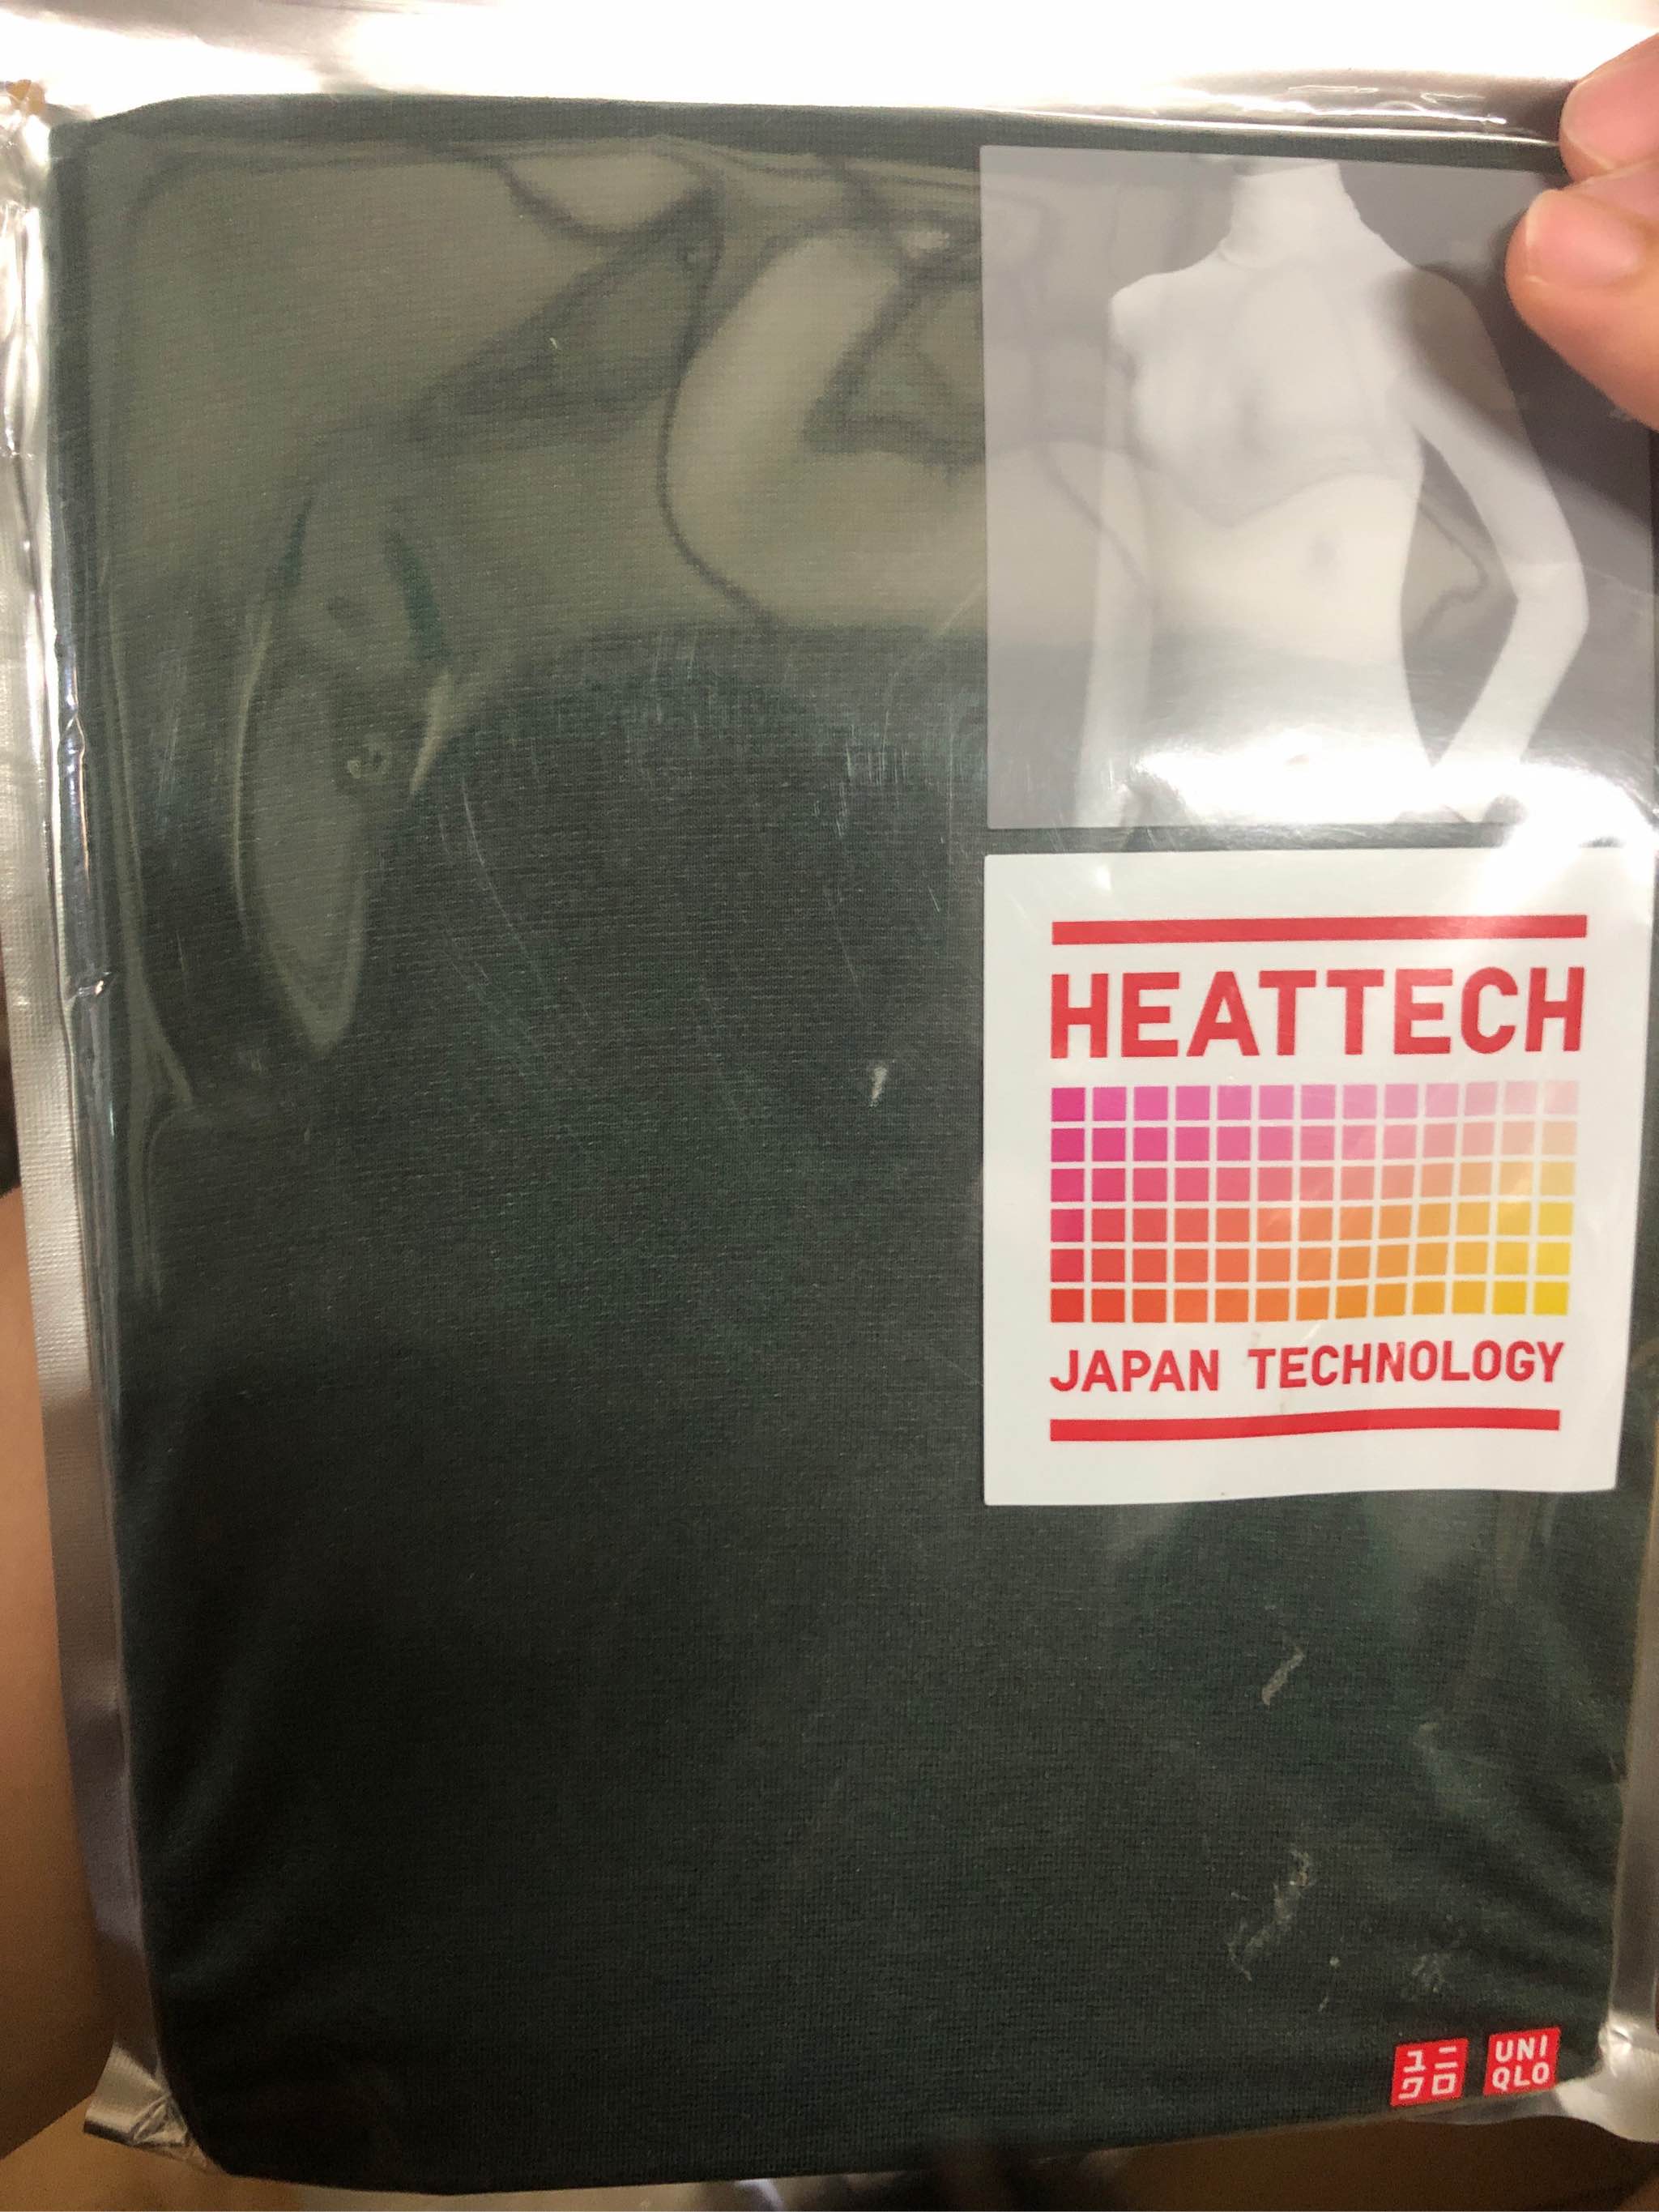 HEATTECH
JAPAN TECHNOLOGY
ユニ
クロ
UNI
QLO